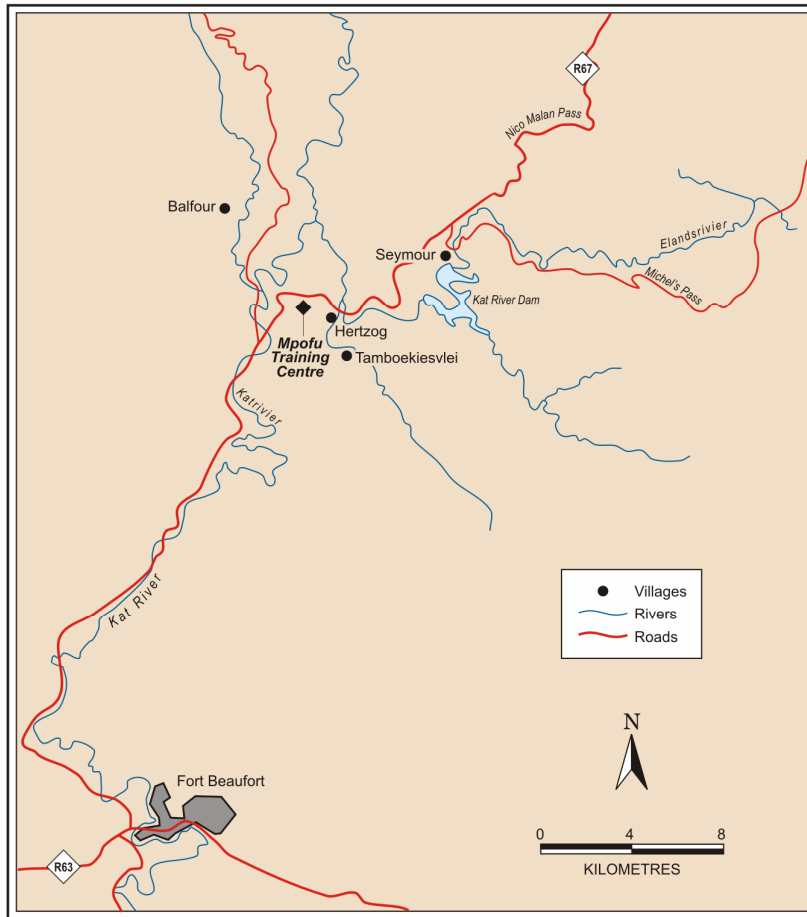 R67
Nico Malan Pass
Balfour
Elandsrivier
Seymour
Michel's Pass
Kat River Dam
Hertzog
Mpofu
Training
Centre
Tamboekiesvlei
Katrivier
Kat River
Villages
Rivers
Roads
N
Fort Beaufort
0 4 8
KILOMETRES
R63